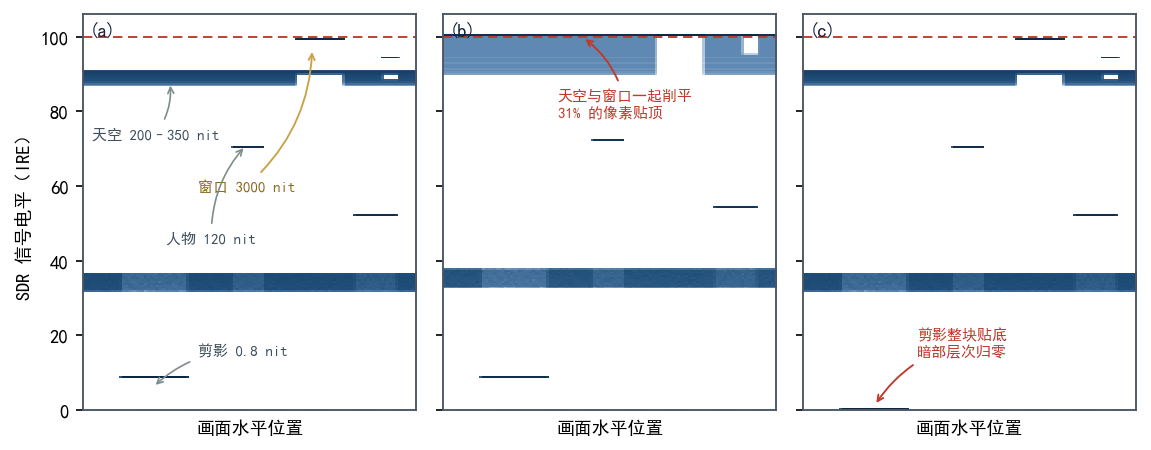 SDR 信号电平 (IRE)
100
80
60
40
20
0
(a)
天空 200–350 nit
窗口 3000 nit
人物 120 nit
剪影 0.8 nit
画面水平位置
(b)
天空与窗口一起削平
31% 的像素贴顶
画面水平位置
(c)
剪影整块贴底
暗部层次归零
画面水平位置